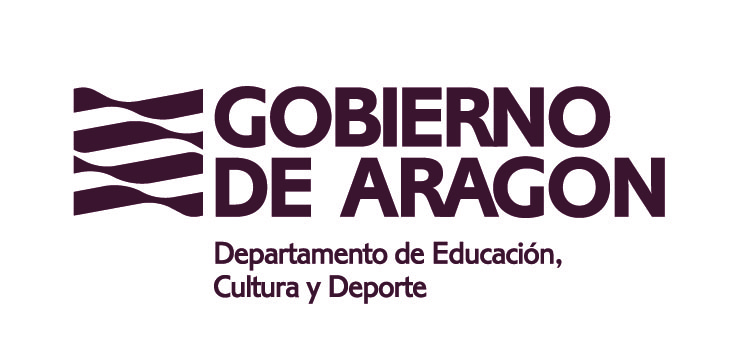 GOBIERNO
DE ARAGON
Departamento de Educación,
Cultura y Deporte